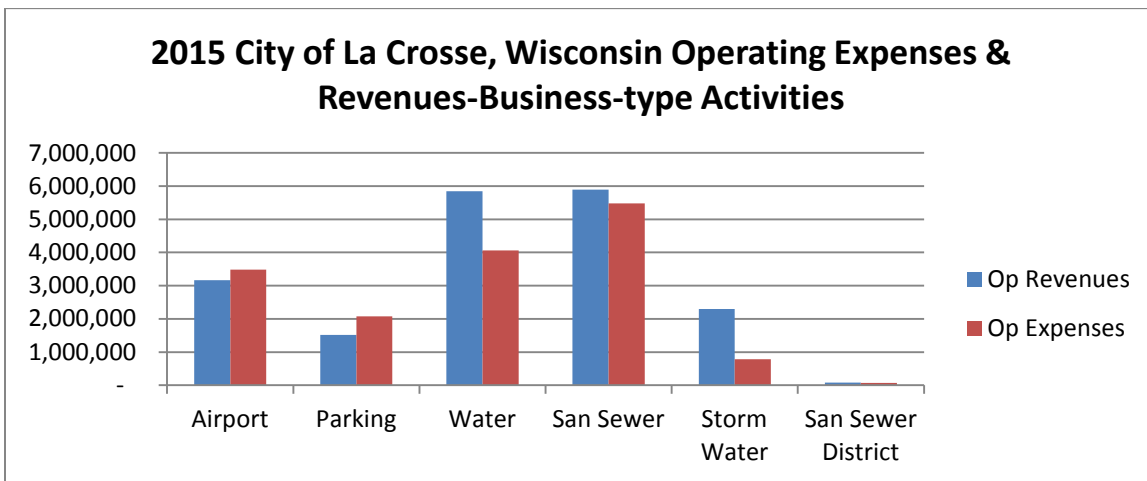 2015 City of La Crosse, Wisconsin Operating Expenses &
Revenues-Business-type Activities
7,000,000
6,000,000
5,000,000
4,000,000
3,000,000
2,000,000
1,000,000
-
Airport
Parking
Water
San Sewer
Storm
Water
San Sewer
District
Op Revenues
Op Expenses